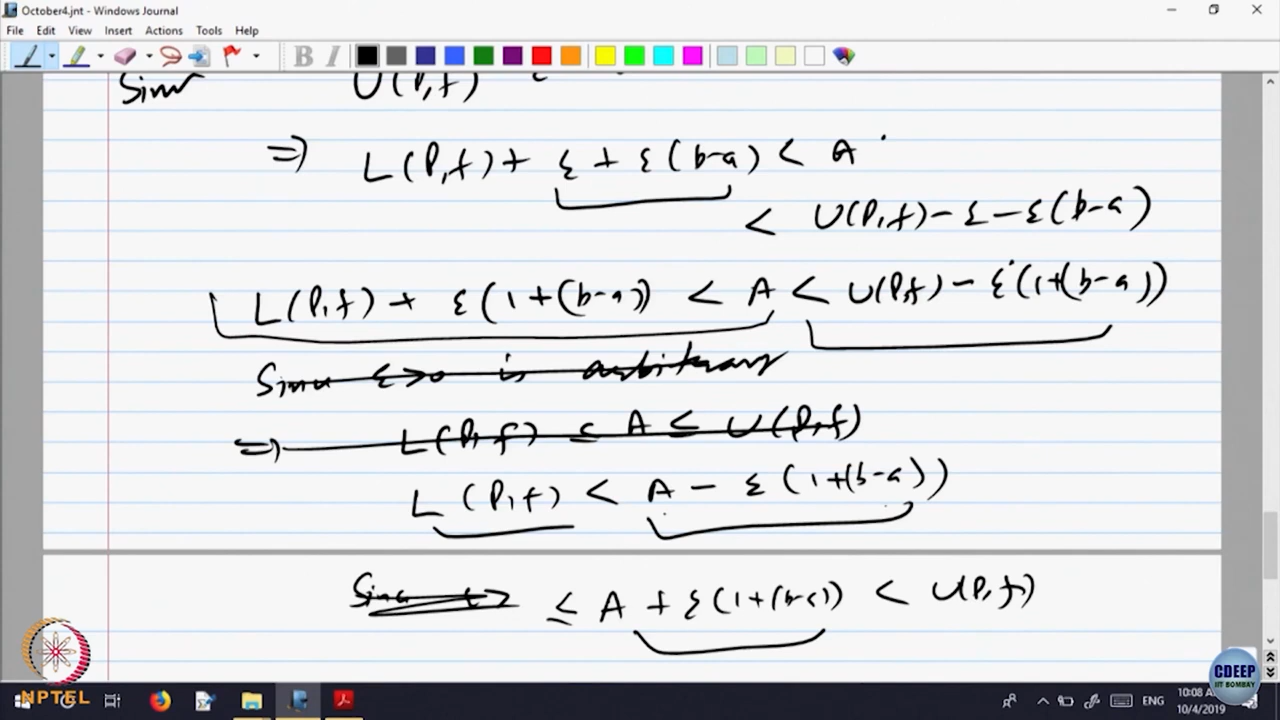 October4.jnt - Windows Journal
File Edit View Insert Actions Tools Help
B I
Since U(P,f)
=> L(P,f) + ε + ε(b-a) < A
< U(P,f) - ε - ε(b-a)
L(P,f) + ε(1+(b-a)) < A < U(P,f) - ε(1+(b-a))
Since ε>0 is arbitrary
=> L(P,f) ≤ A ≤ U(P,f)
L(P,f) < A - ε(1+(b-a))
Since ε> ≤ A + ε(1+(b-a)) < U(P,f)
NPTEL
ENG
10:08 A
10/4/2019
CDEEP
IIT BOMBAY